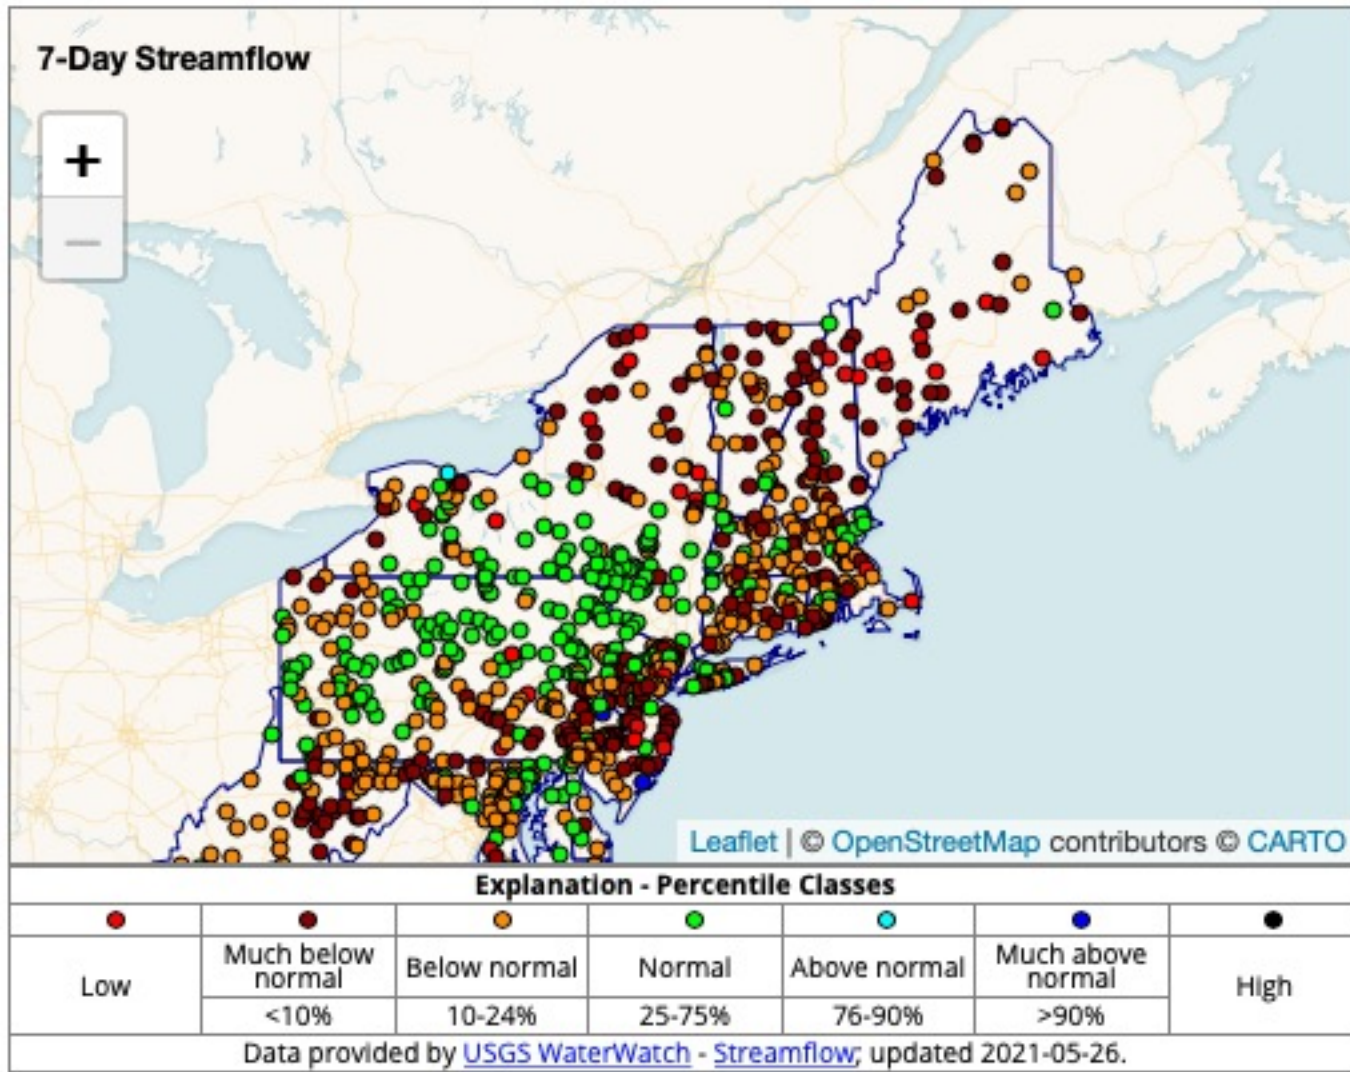 7-Day Streamflow
+
−
Leaflet | © OpenStreetMap contributors © CARTO
Explanation - Percentile Classes
Low
Much below normal
<10%
Below normal
10-24%
Normal
25-75%
Above normal
76-90%
Much above normal
>90%
High
Data provided by USGS WaterWatch - Streamflow; updated 2021-05-26.